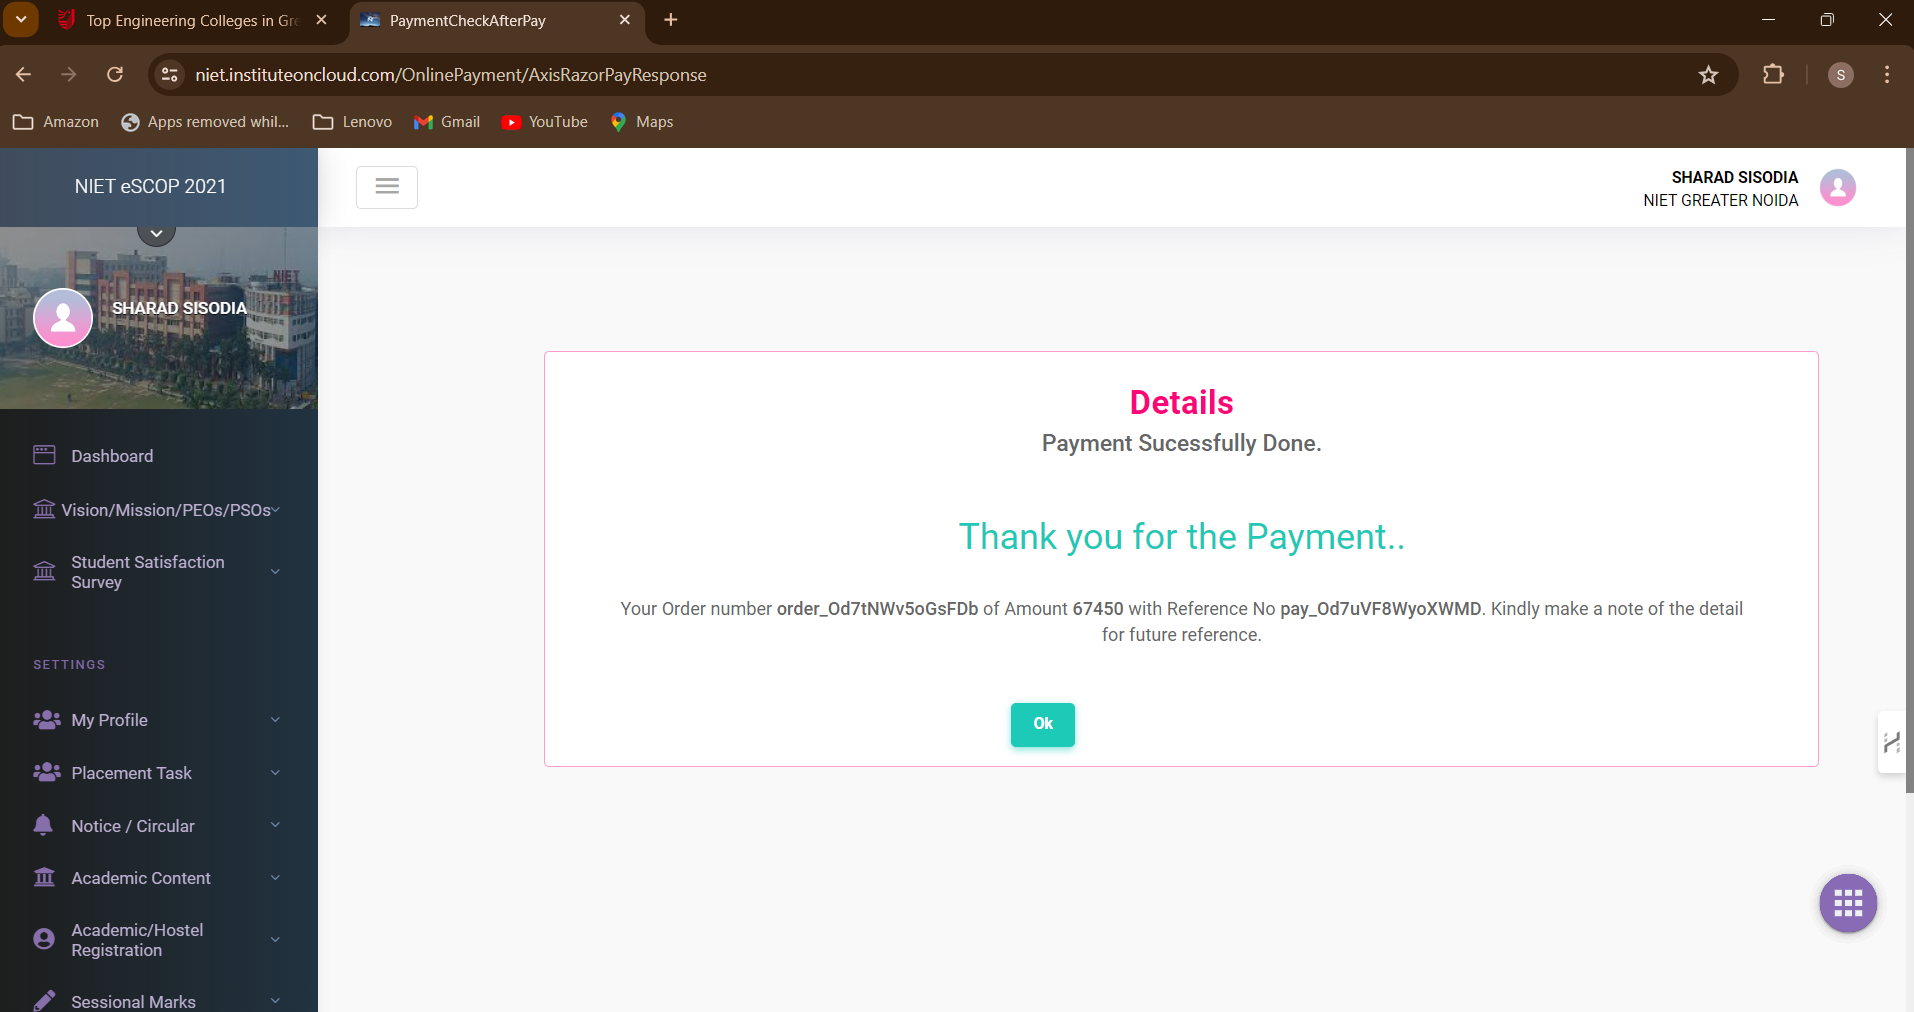 Top Engineering Colleges in Gre
PaymentCheckAfterPay
niet.instituteoncloud.com/OnlinePayment/AxisRazorPayResponse
S
Amazon
Apps removed whil...
Lenovo
Gmail
YouTube
Maps
NIET eSCOP 2021
SHARAD SISODIA
NIET GREATER NOIDA
NIET
SHARAD SISODIA
Dashboard
Vision/Mission/PEOs/PSOs
Student Satisfaction
Survey
SETTINGS
My Profile
Placement Task
Notice / Circular
Academic Content
Academic/Hostel
Registration
Sessional Marks
Details
Payment Sucessfully Done.
Thank you for the Payment..
Your Order number order_Od7tNWv5oGsFDb of Amount 67450 with Reference No pay_Od7uVF8WyoXWMD. Kindly make a note of the detail
for future reference.
Ok